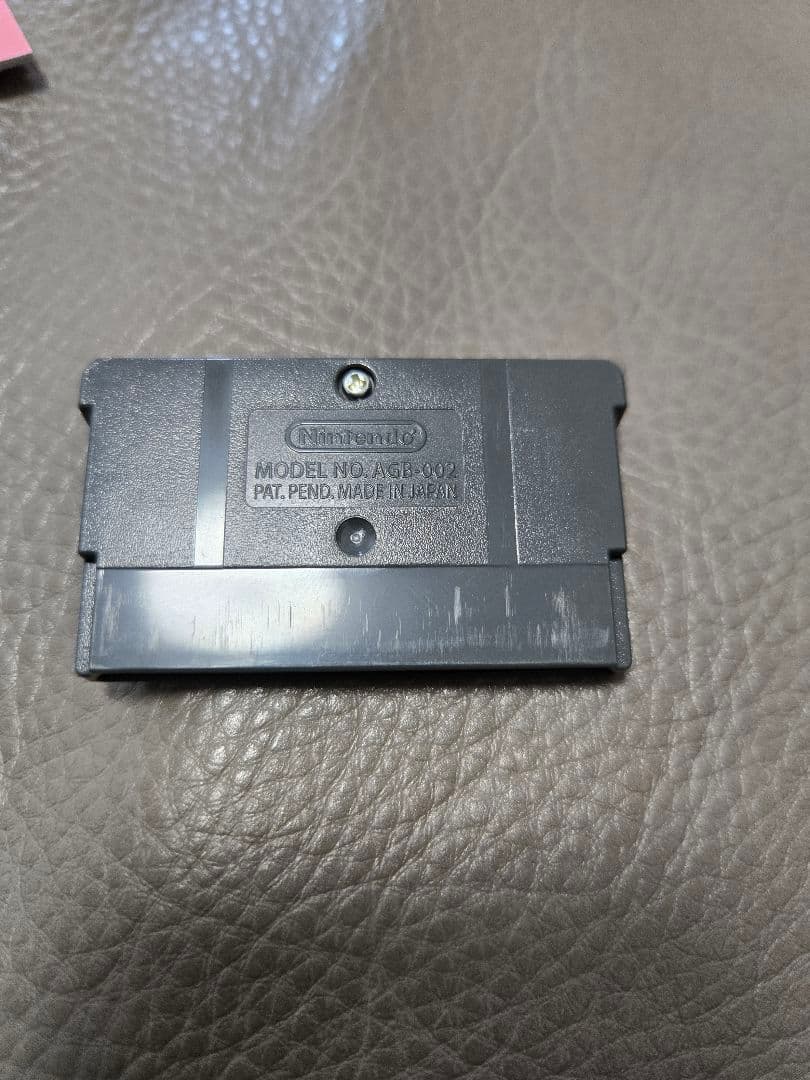 Nintendo
MODEL NO. AGB-002
PAT. PEND. MADE IN JAPAN